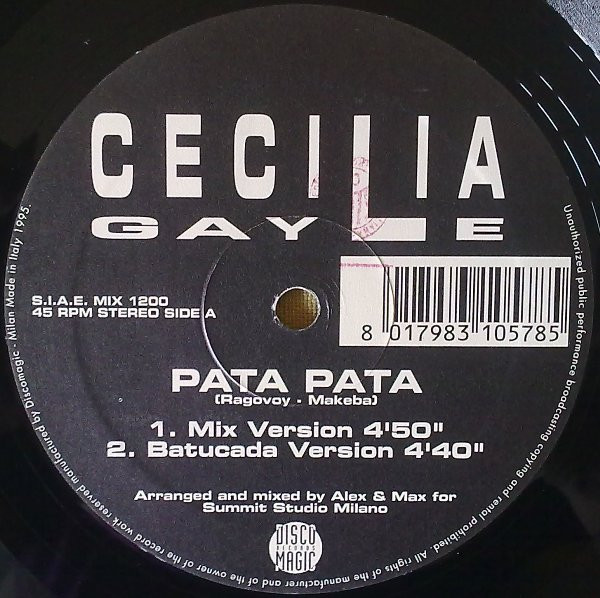 CECILIA
GAYLE
S.I.A.E. MIX 1200
45 RPM STEREO SIDE A
8 017983 105785
PATA PATA
(Ragovoy - Makeba)
1. Mix Version 4'50"
2. Batucada Version 4'40"
Arranged and mixed by Alex & Max for
Summit Studio Milano
DISCO
RECORDS
MAGIC
Unauthorized public performance broadcasting copying and rental prohibited. All rights of the manufacturer and of the owner of the record work reserved manufactured by Discomagic - Milan Made in Italy 1995.